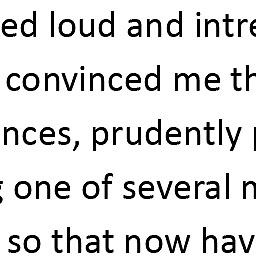 ed loud and intre
convinced me th
nces, prudently
one of several
so that now hav